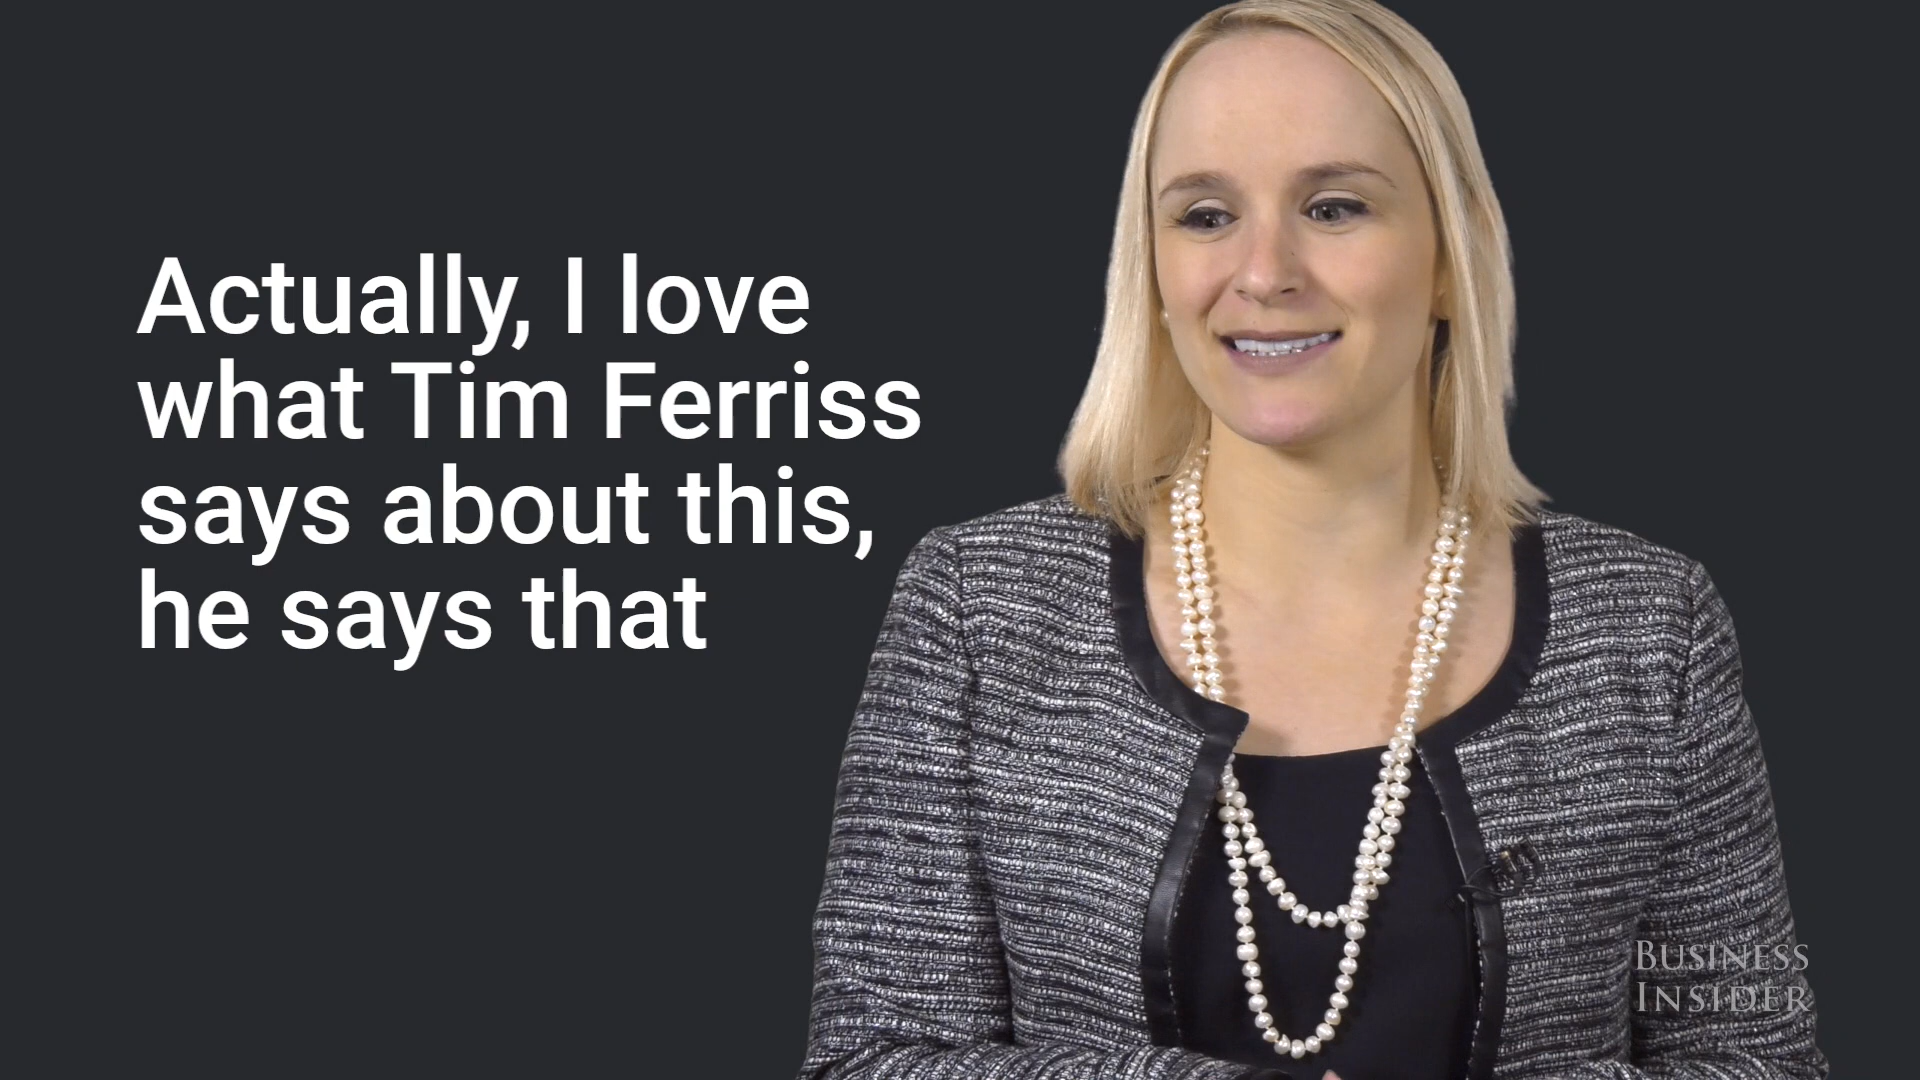 Actually, I love
what Tim Ferriss
says about this,
he says that
BUSINESS
INSIDER